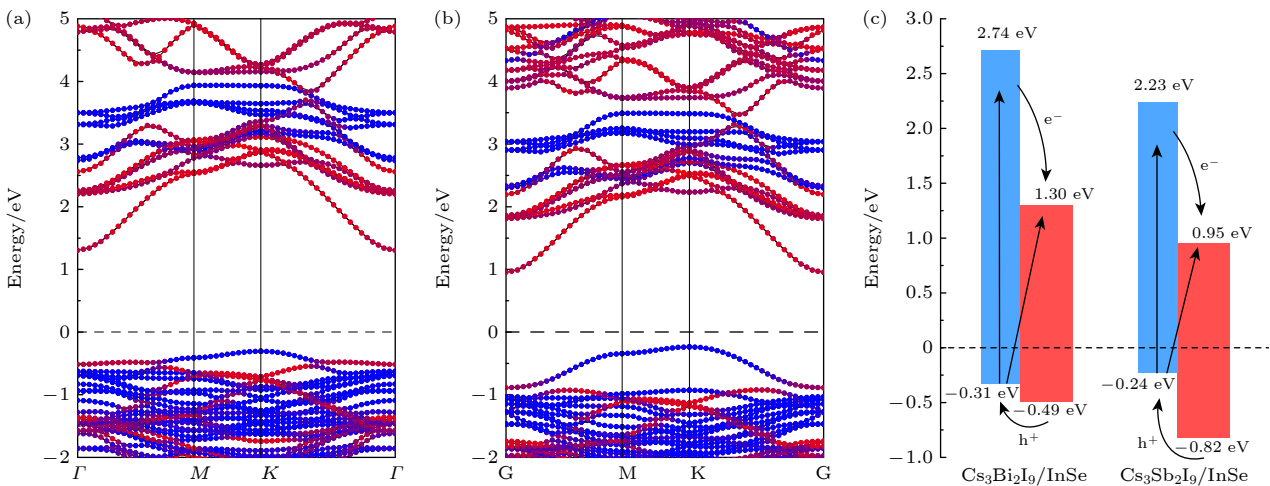 (a)
5
4
3
2
1
0
−1
−2
Energy/eV
Γ
M
K
Γ
(b)
5
4
3
2
1
0
−1
−2
Energy/eV
G
M
K
G
(c)
3.0
2.5
2.0
1.5
1.0
0.5
0
−0.5
−1.0
Energy/eV
2.74 eV
e⁻
1.30 eV
−0.31 eV
−0.49 eV
h⁺
2.23 eV
e⁻
0.95 eV
−0.24 eV
h⁺
−0.82 eV
Cs₃Bi₂I₉/InSe
Cs₃Sb₂I₉/InSe